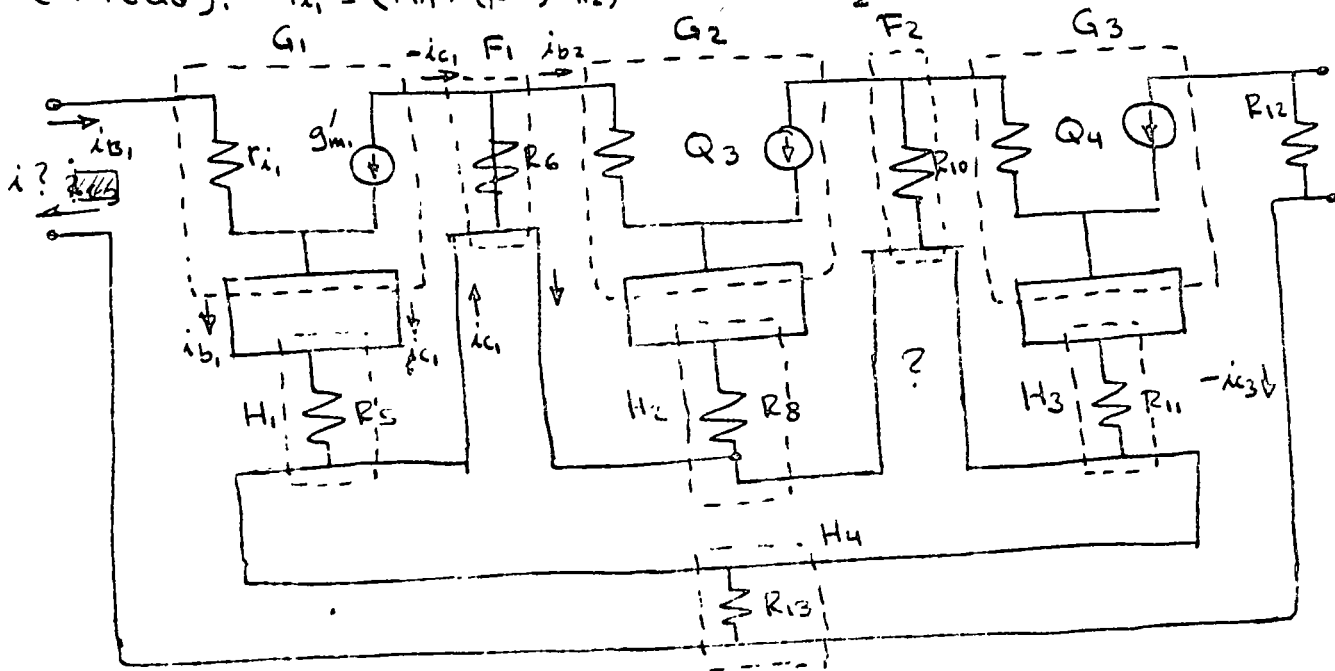 G1 -ic1 F1 ib2 G2 F2 G3
iB1 ri1 g'm1 R6 Q3 R10 Q4 R12
i?
ib1 ic1 ic1 ?
H1 R5 H2 R8 H3 R11 -ic3
H4
R13